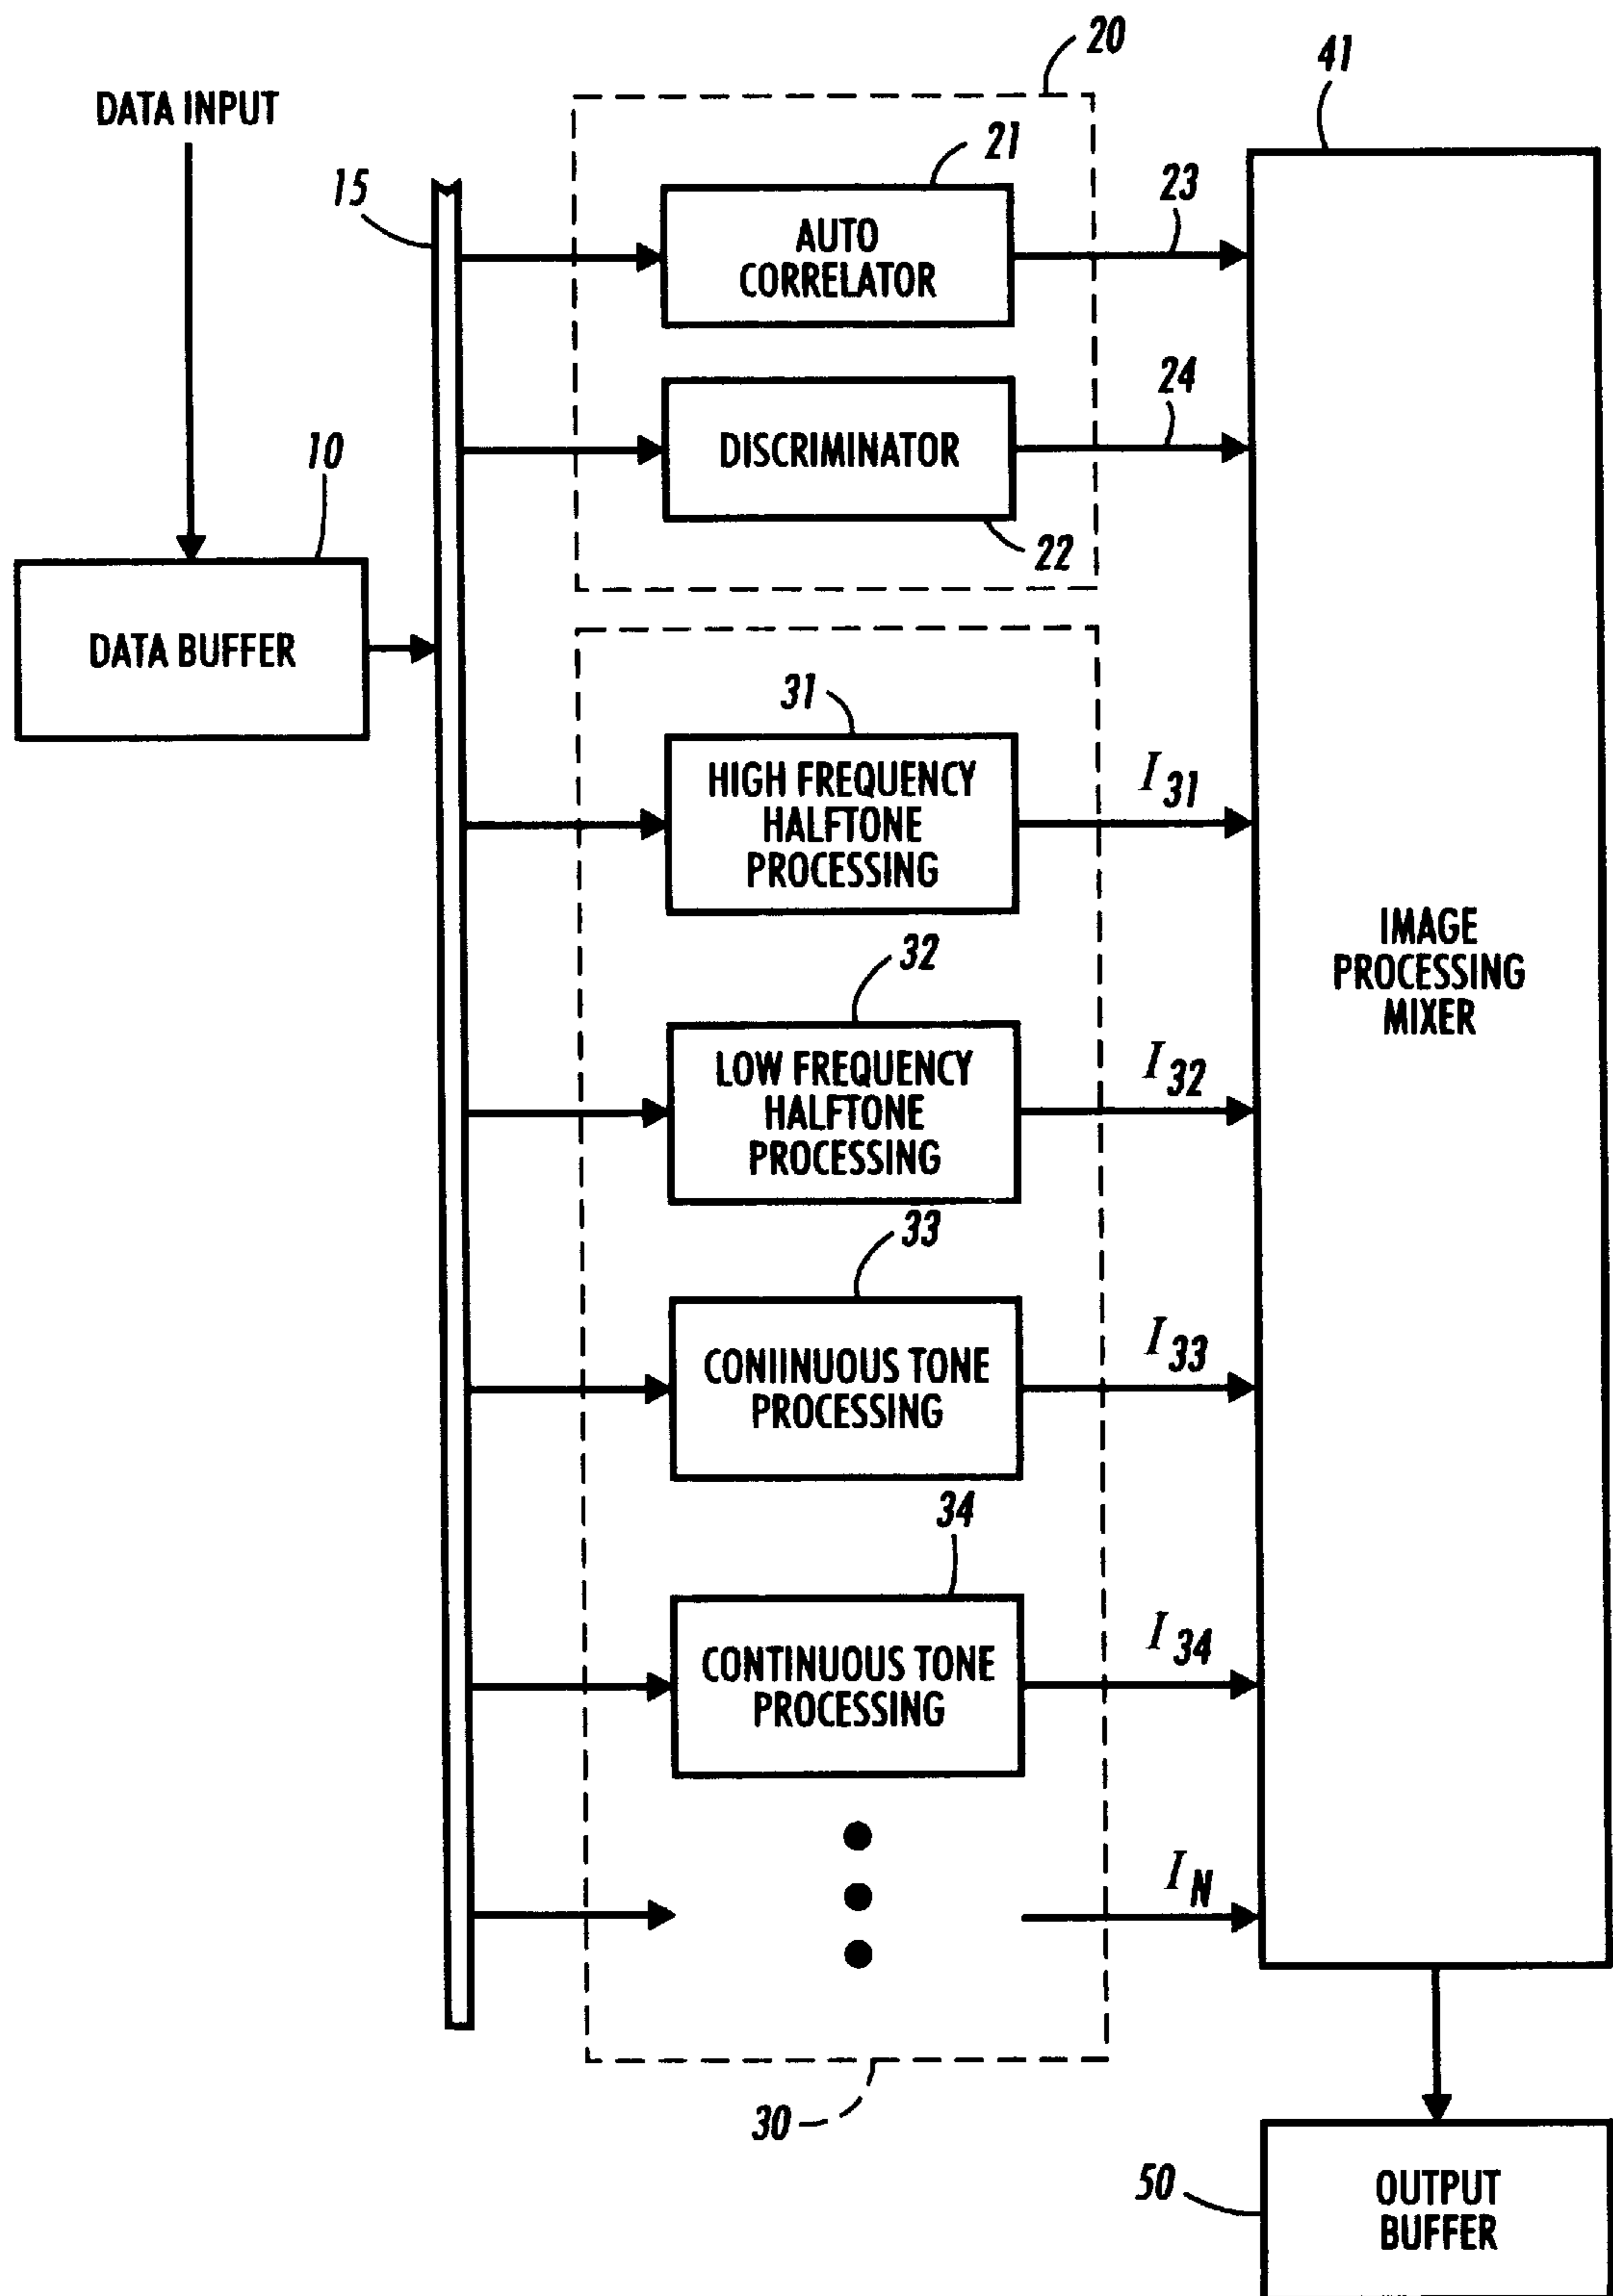 20
41
DATA INPUT
21
15
23
AUTO
CORRELATOR
24
10
DISCRIMINATOR
22
DATA BUFFER
31
HIGH FREQUENCY
HALFTONE
PROCESSING
I31
IMAGE
PROCESSING
MIXER
32
LOW FREQUENCY
HALFTONE
PROCESSING
I32
33
CONIINUOUS TONE
PROCESSING
I33
34
CONTINUOUS TONE
PROCESSING
I34
IN
30
50
OUTPUT
BUFFER